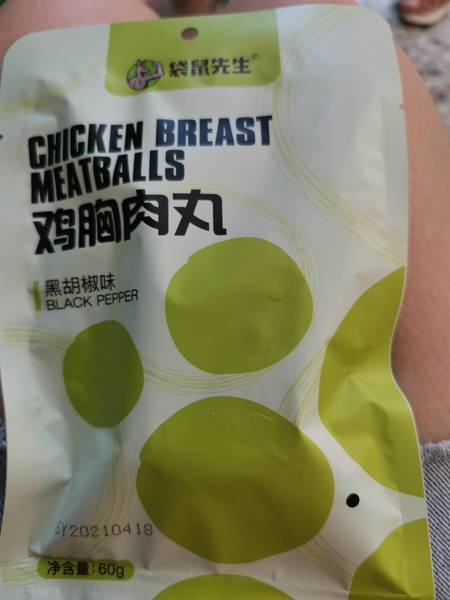 袋鼠先生®
CHICKEN BREAST
MEATBALLS
鸡胸肉丸
黑胡椒味
BLACK PEPPER
SY20210418
净含量:60g